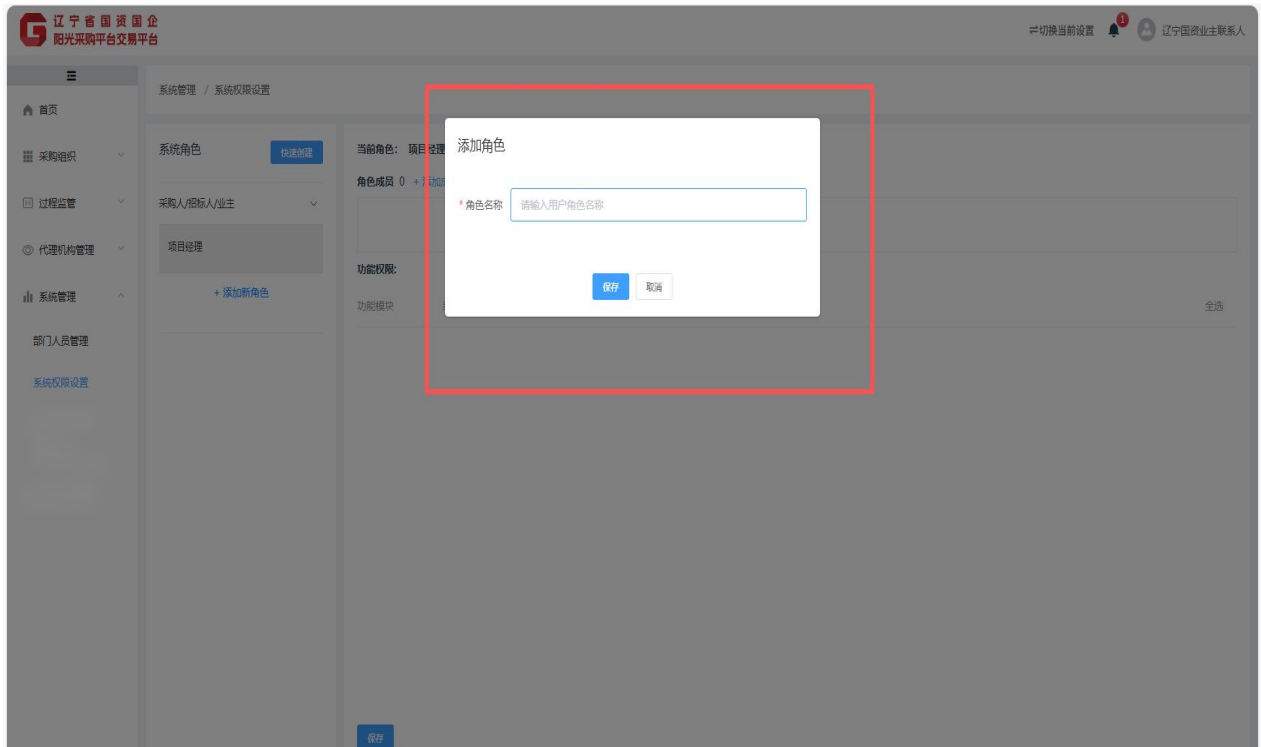 辽宁省国资国企
阳光采购平台交易平台
切换当前设置
1
辽宁国资业主联系人
首页
采购组织
过程监管
代理机构管理
系统管理
部门人员管理
系统权限设置
系统管理 / 系统权限设置
系统角色
快速创建
采购人/招标人/业主
项目经理
+ 添加新角色
当前角色: 项目经理
角色成员 0 + 添加
功能权限:
功能模块
全选
添加角色
* 角色名称 请输入用户角色名称
保存 取消
保存